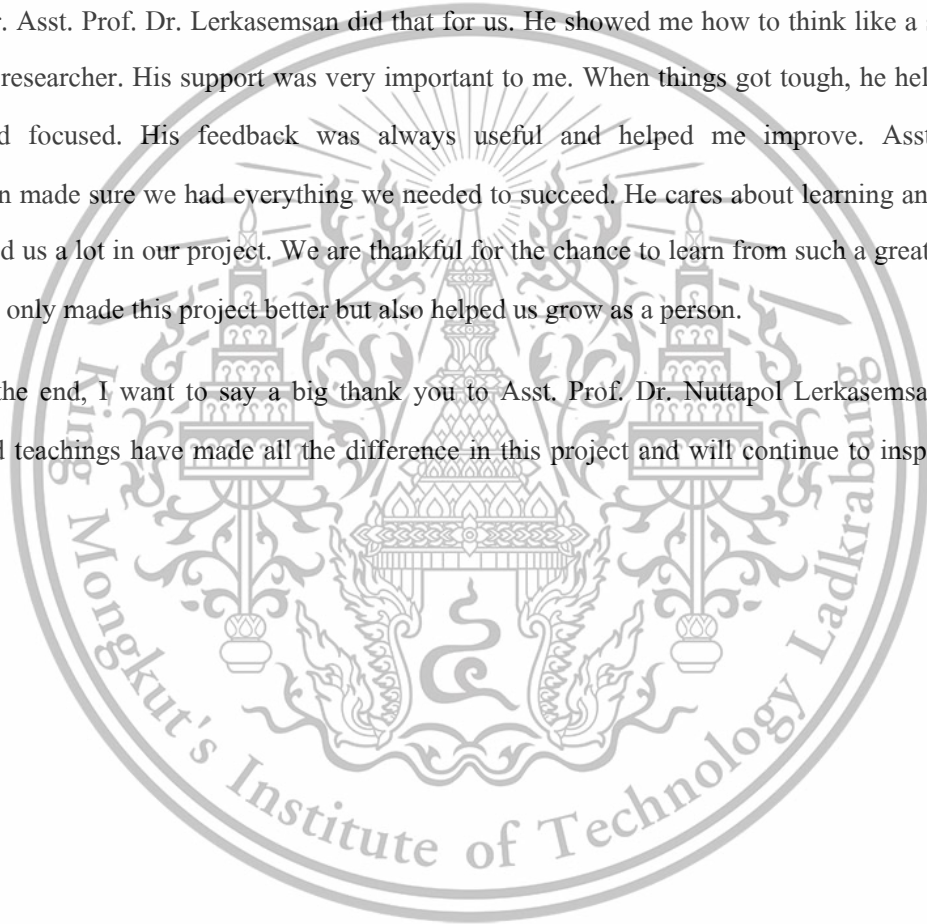 r. Asst. Prof. Dr. Lerkasemsan did that for us. He showed me how to think like a
researcher. His support was very important to me. When things got tough, he hel
d focused. His feedback was always useful and helped me improve. Asst
n made sure we had everything we needed to succeed. He cares about learning an
d us a lot in our project. We are thankful for the chance to learn from such a great
only made this project better but also helped us grow as a person.
the end, I want to say a big thank you to Asst. Prof. Dr. Nuttapol Lerkasemsa
d teachings have made all the difference in this project and will continue to insp
King Mongkut's Institute of Technology Ladkrabang